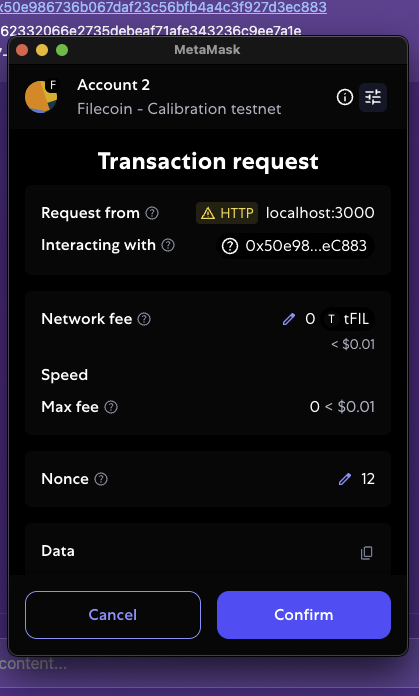 x50e986736b067daf23c56bfb4a4c3f927d3ec883
62332066e2735debeaf71afe343236c9ee7a1e
MetaMask
F
Account 2
Filecoin - Calibration testnet
Transaction request
Request from HTTP localhost:3000
Interacting with 0x50e98...eC883
Network fee 0 T tFIL
< $0.01
Speed
Max fee 0 < $0.01
Nonce 12
Data
Cancel Confirm
content...